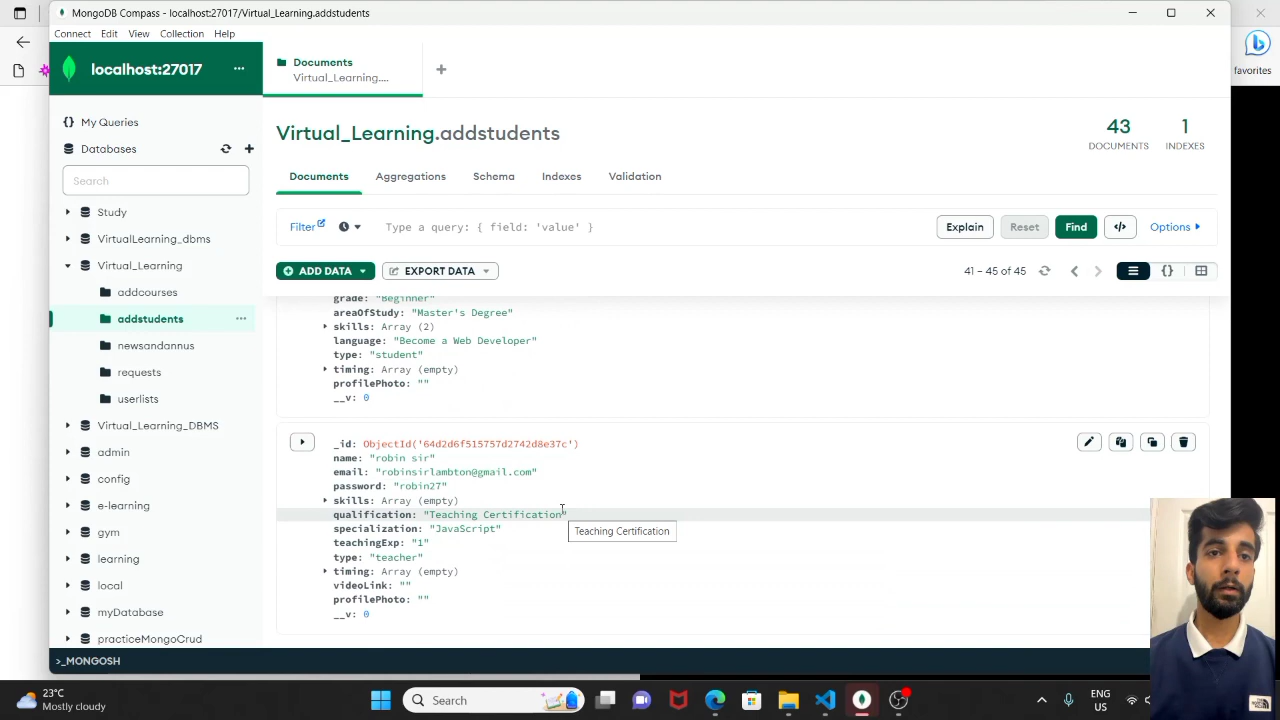 MongoDB Compass - localhost:27017/Virtual_Learning.addstudents
Connect Edit View Collection Help
localhost:27017 ...
Documents
Virtual_Learning....
My Queries
Databases
Search
Study
VirtualLearning_dbms
Virtual_Learning
addcourses
addstudents ...
newsandannus
requests
userlists
Virtual_Learning_DBMS
admin
config
e-learning
gym
learning
local
myDatabase
practiceMongoCrud
Virtual_Learning.addstudents
43
DOCUMENTS
1
INDEXES
Documents Aggregations Schema Indexes Validation
Filter Type a query: { field: 'value' } Explain Reset Find </> Options
ADD DATA EXPORT DATA 41 – 45 of 45 {}
grade: "Beginner"
areaOfStudy: "Master's Degree"
skills: Array (2)
language: "Become a Web Developer"
type: "student"
timing: Array (empty)
profilePhoto: ""
__v: 0
_id: ObjectId('64d2d6f515757d2742d8e37c')
name: "robin sir"
email: "robinsirlambton@gmail.com"
password: "robin27"
skills: Array (empty)
qualification: "Teaching Certification"
specialization: "JavaScript"
Teaching Certification
teachingExp: "1"
type: "teacher"
timing: Array (empty)
videoLink: ""
profilePhoto: ""
__v: 0
>_MONGOSH
favorites
23°C
Mostly cloudy
Search
ENG
US